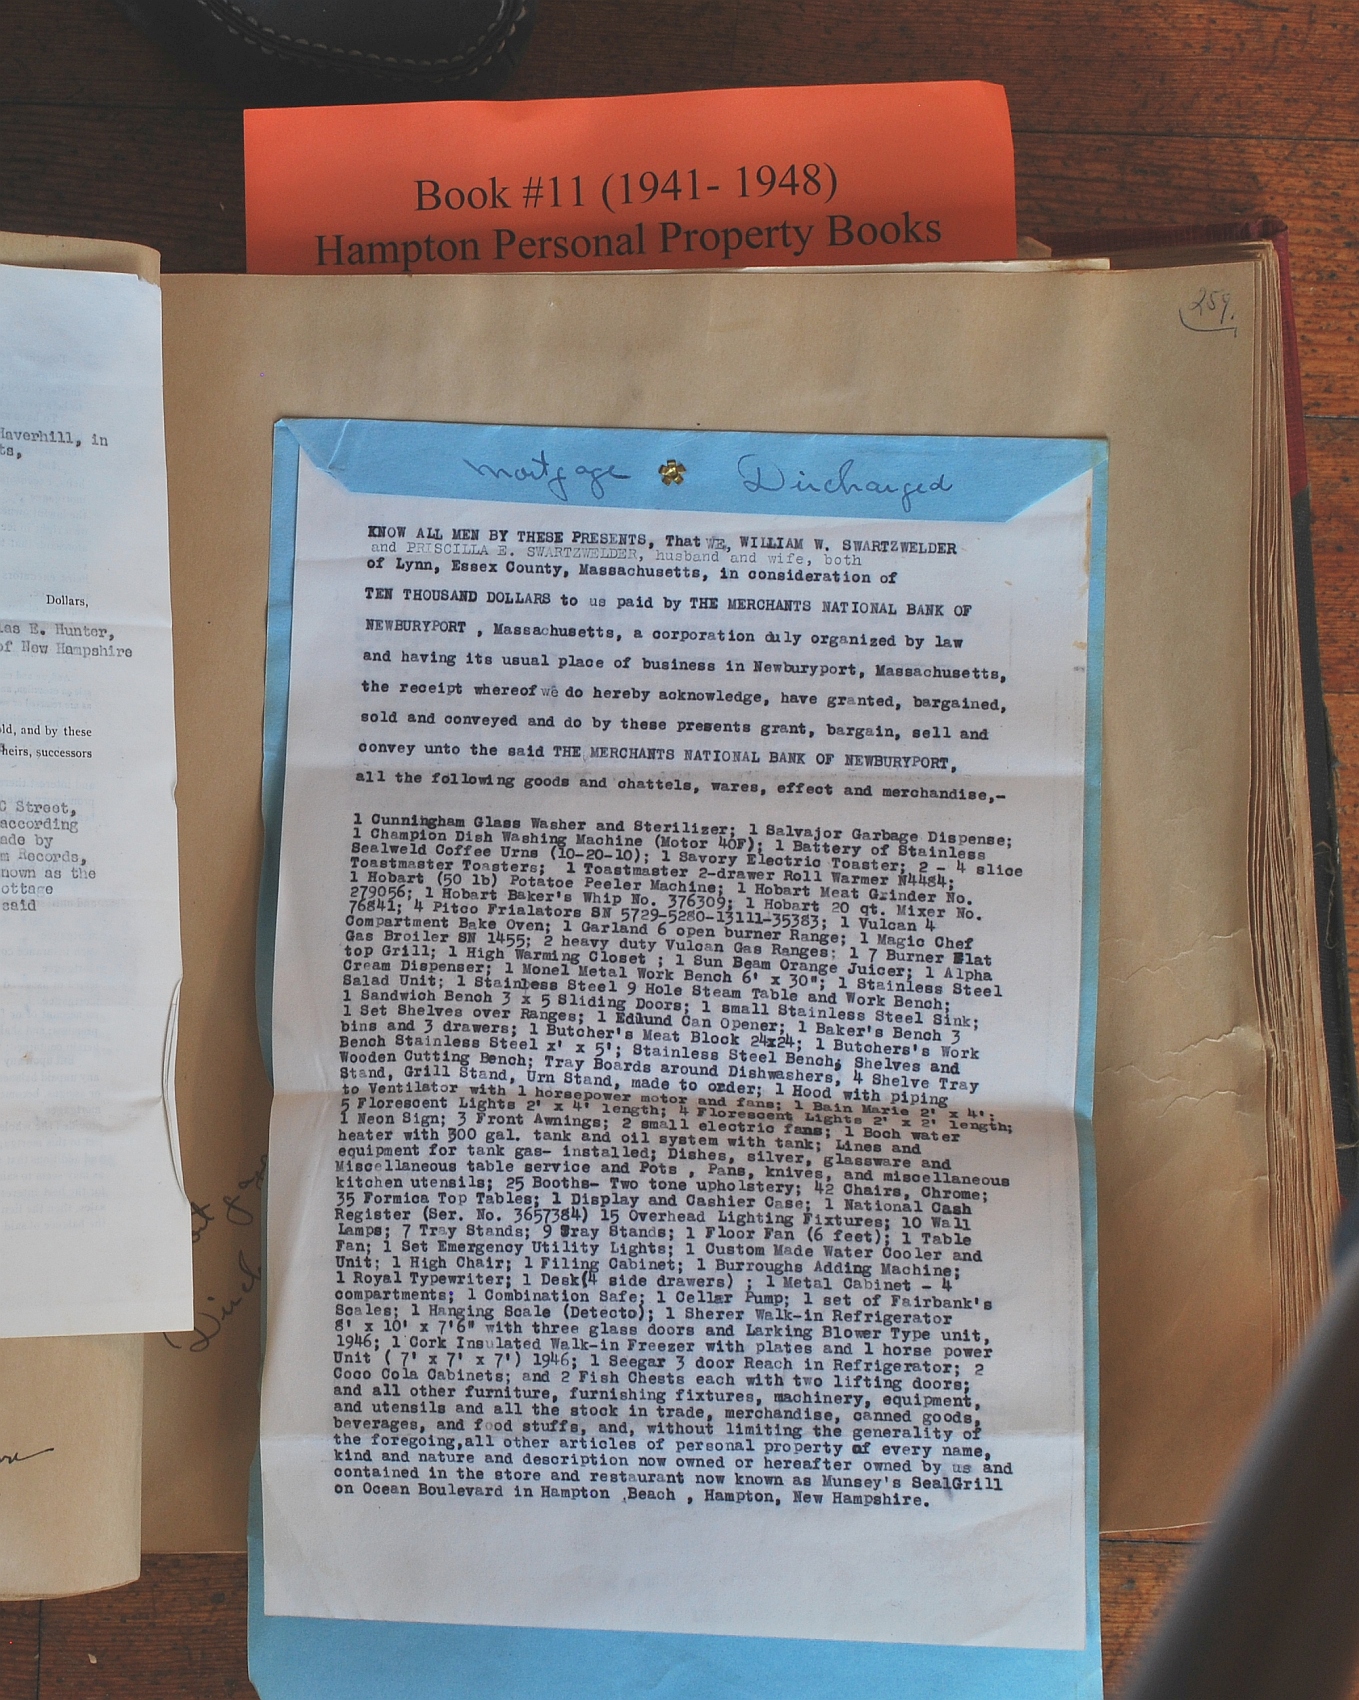 Book #11 (1941- 1948)
Hampton Personal Property Books
259.
Haverhill, in
Dollars,
E. Hunter,
of New Hampshire
and by these
heirs, successors
C Street,
according
made by
Records,
known as the
Cottage
said
Mortgage Discharged
KNOW ALL MEN BY THESE PRESENTS, That WE, WILLIAM W. SWARTZWELDER
and PRISCILLA E. SWARTZWELDER, husband and wife, both
of Lynn, Essex County, Massachusetts, in consideration of
TEN THOUSAND DOLLARS to us paid by THE MERCHANTS NATIONAL BANK OF
NEWBURYPORT , Massachusetts, a corporation duly organized by law
and having its usual place of business in Newburyport, Massachusetts,
the receipt whereof we do hereby acknowledge, have granted, bargained,
sold and conveyed and do by these presents grant, bargain, sell and
convey unto the said THE MERCHANTS NATIONAL BANK OF NEWBURYPORT,
all the following goods and chattels, wares, effect and merchandise,-
1 Cunningham Glass Washer and Sterilizer; 1 Salvajor Garbage Dispense;
1 Champion Dish Washing Machine (Motor 40F); 1 Battery of Stainless
Sealweld Coffee Urns (10-20-10); 1 Savory Electric Toaster; 2 - 4 slice
Toastmaster Toasters; 1 Toastmaster 2-drawer Roll Warmer N4484;
1 Hobart (50 lb) Potatoe Peeler Machine; 1 Hobart Meat Grinder No.
279056; 1 Hobart Baker's Whip No. 376309; 1 Hobart 20 qt. Mixer No.
76841; 4 Pitco Frialators SN 5729-5280-13111-35383; 1 Vulcan 4
Compartment Bake Oven; 1 Garland 6 open burner Range; 1 Magic Chef
Gas Broiler SN 1455; 2 heavy duty Vulcan Gas Ranges; 1 7 Burner Flat
top Grill; 1 High Warming Closet ; 1 Sun Beam Orange Juicer; 1 Alpha
Cream Dispenser; 1 Monel Metal Work Bench 6' x 30"; 1 Stainless Steel
Salad Unit; 1 Stainless Steel 9 Hole Steam Table and Work Bench;
1 Sandwich Bench 3 x 5 Sliding Doors; 1 small Stainless Steel Sink;
1 Set Shelves over Ranges; 1 Edlund Can Opener; 1 Baker's Bench 3
bins and 3 drawers; 1 Butcher's Meat Block 24x24; 1 Butchers's Work
Bench Stainless Steel x' x 5'; Stainless Steel Bench; Shelves and
Wooden Cutting Bench; Tray Boards around Dishwashers, 4 Shelve Tray
Stand, Grill Stand, Urn Stand, made to order; 1 Hood with piping
to Ventilator with 1 horsepower motor and fans; 1 Bain Marie 2' x 4';
5 Florescent Lights 2' x 4' length; 4 Florescent Lights 2' x 2' length;
1 Neon Sign; 3 Front Awnings; 2 small electric fans; 1 Boch water
heater with 300 gal. tank and oil system with tank; Lines and
equipment for tank gas- installed; Dishes, silver, glassware and
Miscellaneous table service and Pots , Pans, knives, and miscellaneous
kitchen utensils; 25 Booths- Two tone upholstery; 42 Chairs, Chrome;
35 Formica Top Tables; 1 Display and Cashier Case; 1 National Cash
Register (Ser. No. 3657384) 15 Overhead Lighting Fixtures; 10 Wall
Lamps; 7 Tray Stands; 9 Tray Stands; 1 Floor Fan (6 feet); 1 Table
Fan; 1 Set Emergency Utility Lights; 1 Custom Made Water Cooler and
Unit; 1 High Chair; 1 Filing Cabinet; 1 Burroughs Adding Machine;
1 Royal Typewriter; 1 Desk(4 side drawers) ; 1 Metal Cabinet - 4
compartments; 1 Combination Safe; 1 Cellar Pump; 1 set of Fairbank's
Scales; 1 Hanging Scale (Detecto); 1 Sherer Walk-in Refrigerator
8' x 10' x 7'6" with three glass doors and Larking Blower Type unit,
1946; 1 Cork Insulated Walk-in Freezer with plates and 1 horse power
Unit ( 7' x 7' x 7') 1946; 1 Seegar 3 door Reach in Refrigerator; 2
Coco Cola Cabinets; and 2 Fish Chests each with two lifting doors;
and all other furniture, furnishing fixtures, machinery, equipment,
and utensils and all the stock in trade, merchandise, canned goods,
beverages, and food stuffs, and, without limiting the generality of
the foregoing,all other articles of personal property of every name,
kind and nature and description now owned or hereafter owned by us and
contained in the store and restaurant now known as Munsey's SealGrill
on Ocean Boulevard in Hampton Beach , Hampton, New Hampshire.